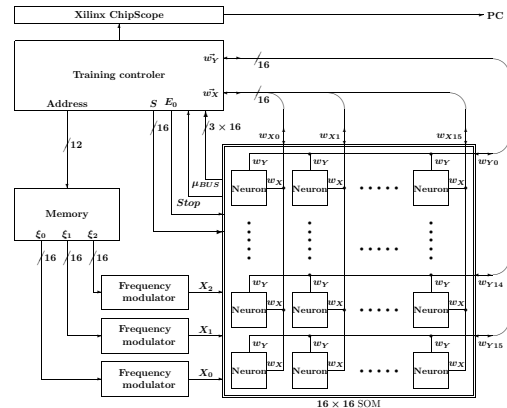 Xilinx ChipScope
PC
Training controler
w⃗_Y
16
w⃗_X
16
Address
S
E_0
12
16
3 × 16
w_X0
w_X1
w_X15
μ_BUS
Stop
w_Y
w_Y
w_Y
w_Y0
Neuron
w_X
Neuron
w_X
Neuron
w_X
Memory
ξ_0
ξ_1
ξ_2
16
16
16
Frequency
modulator
X_2
w_Y
w_Y
w_Y
w_Y14
Neuron
w_X
Neuron
w_X
Neuron
w_X
Frequency
modulator
X_1
w_Y
w_Y
w_Y
w_Y15
Neuron
w_X
Neuron
w_X
Neuron
w_X
Frequency
modulator
X_0
16 × 16 SOM